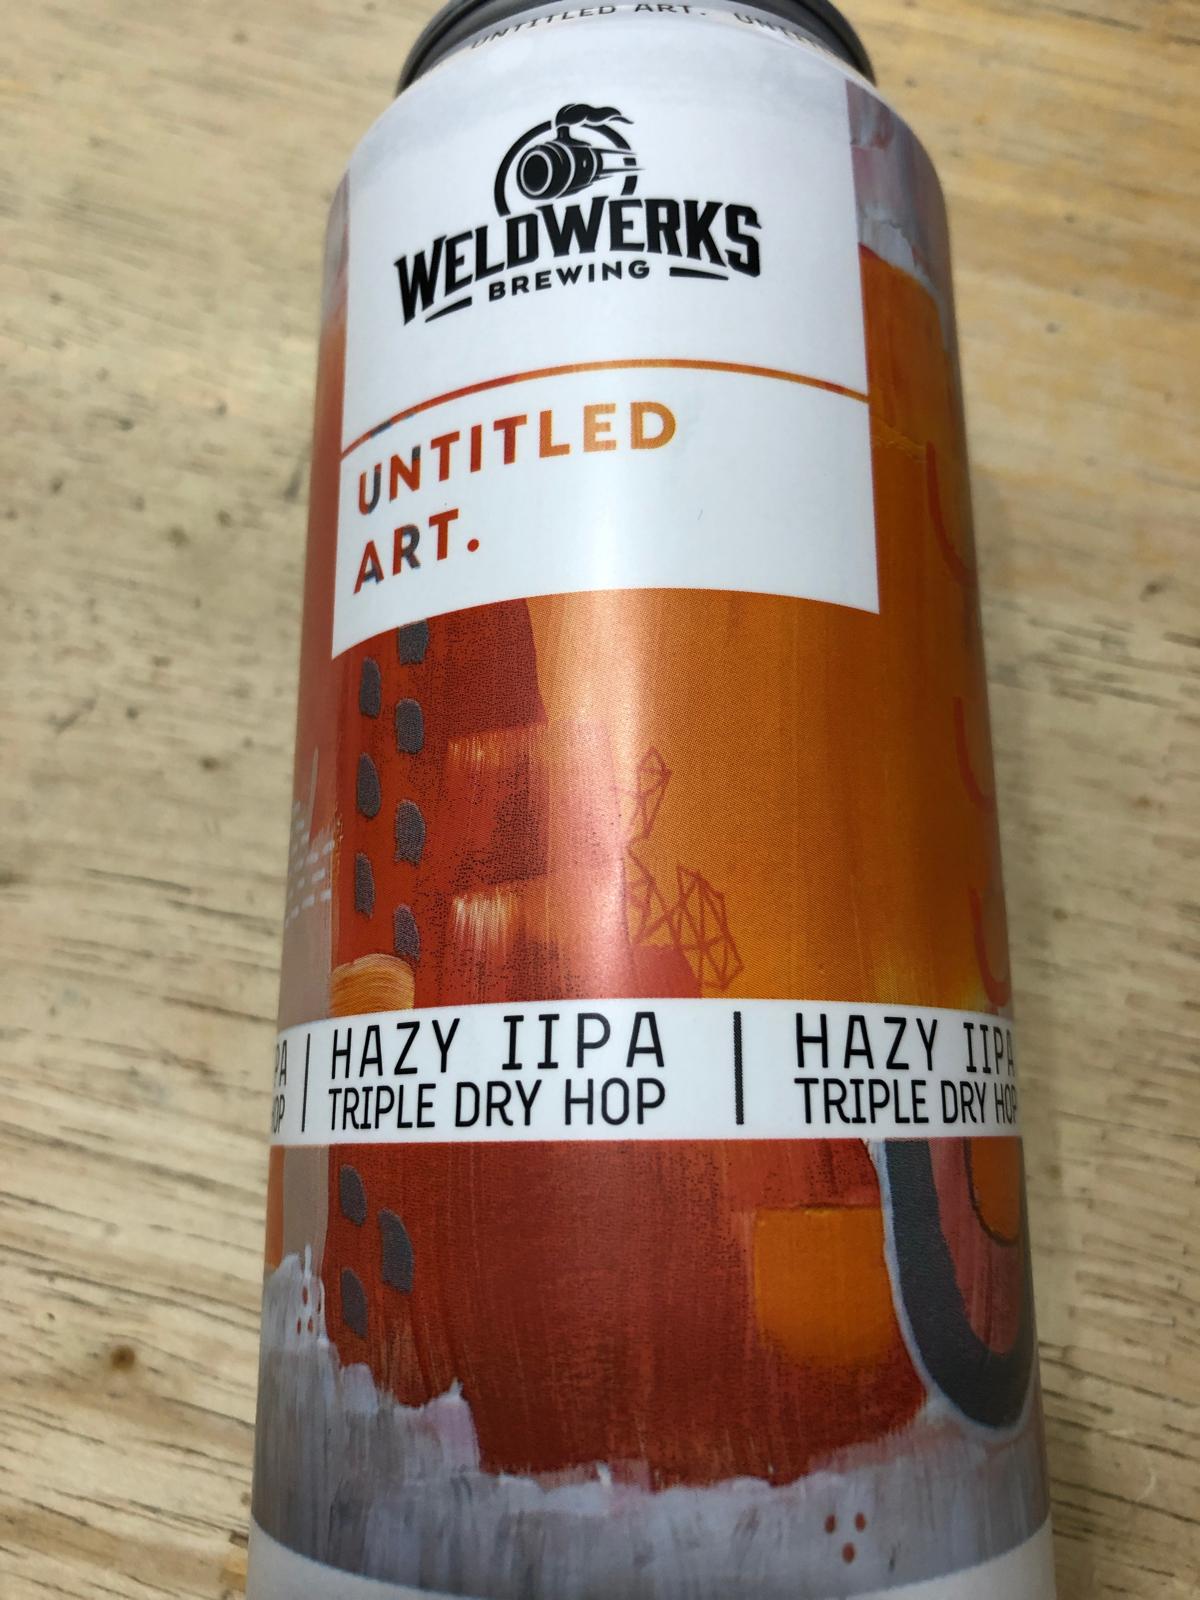 UNTITLED ART.
WELDWERKS
BREWING
UNTITLED
ART.
HAZY IIPA
TRIPLE DRY HOP
HAZY IIPA
TRIPLE DRY HOP